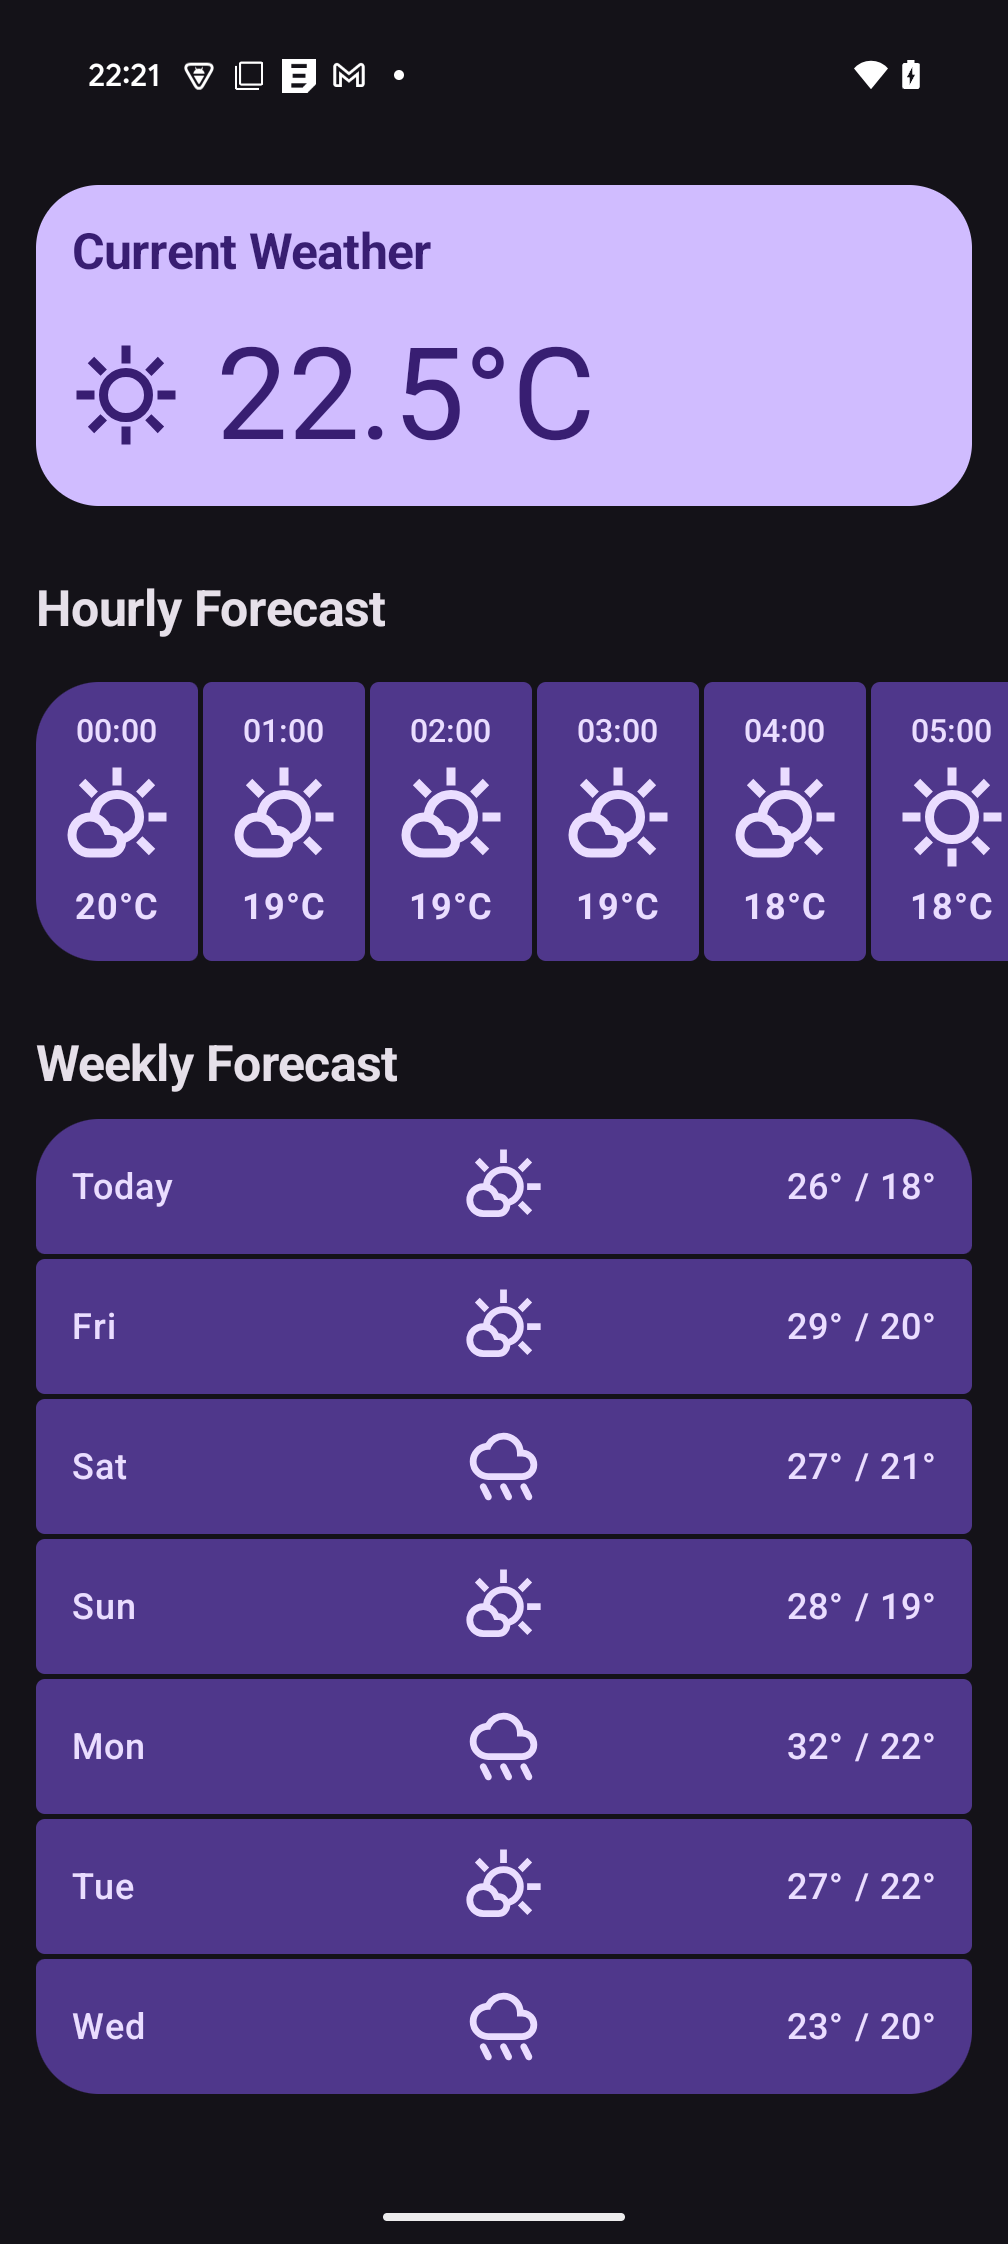 22:21
Current Weather
22.5°C
Hourly Forecast
00:00 01:00 02:00 03:00 04:00 05:00
20°C 19°C 19°C 19°C 18°C 18°C
Weekly Forecast
Today 26° / 18°
Fri 29° / 20°
Sat 27° / 21°
Sun 28° / 19°
Mon 32° / 22°
Tue 27° / 22°
Wed 23° / 20°